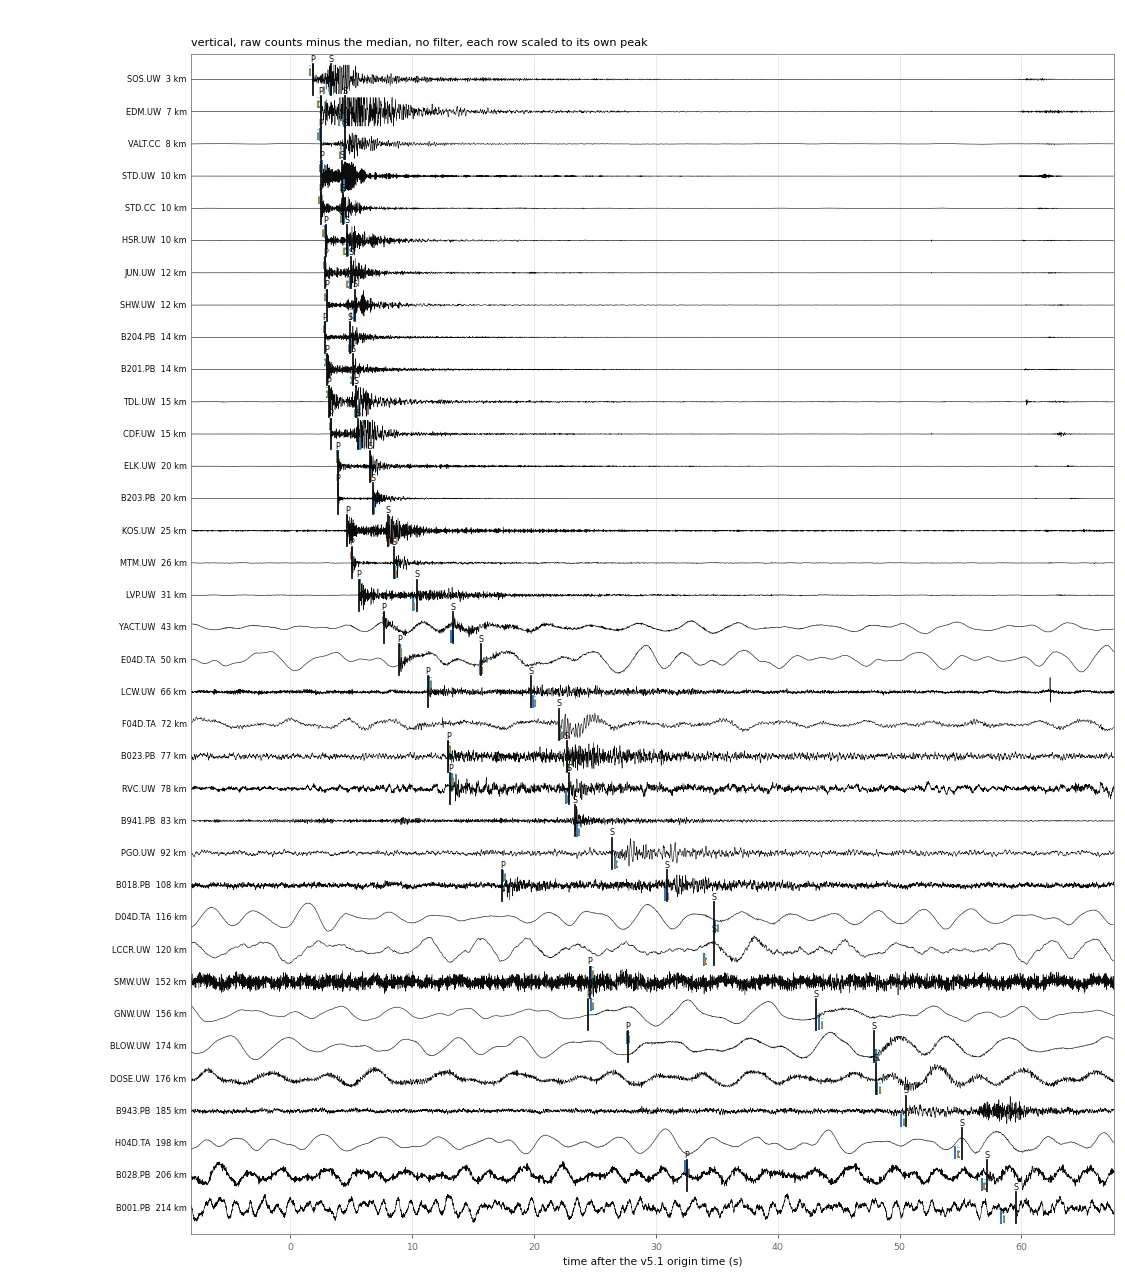 vertical, raw counts minus the median, no filter, each row scaled to its own peak
P S
SOS.UW 3 km
EDM.UW 7 km
VALT.CC 8 km
STD.UW 10 km
STD.CC 10 km
HSR.UW 10 km
JUN.UW 12 km
SHW.UW 12 km
B204.PB 14 km
B201.PB 14 km
TDL.UW 15 km
CDF.UW 15 km
ELK.UW 20 km
B203.PB 20 km
KOS.UW 25 km
MTM.UW 26 km
LVP.UW 31 km
YACT.UW 43 km
E04D.TA 50 km
LCW.UW 66 km
F04D.TA 72 km
B023.PB 77 km
RVC.UW 78 km
B941.PB 83 km
PGO.UW 92 km
B018.PB 108 km
D04D.TA 116 km
LCCR.UW 120 km
SMW.UW 152 km
GNW.UW 156 km
BLOW.UW 174 km
DOSE.UW 176 km
B943.PB 185 km
H04D.TA 198 km
B028.PB 206 km
B001.PB 214 km
0 10 20 30 40 50 60
time after the v5.1 origin time (s)